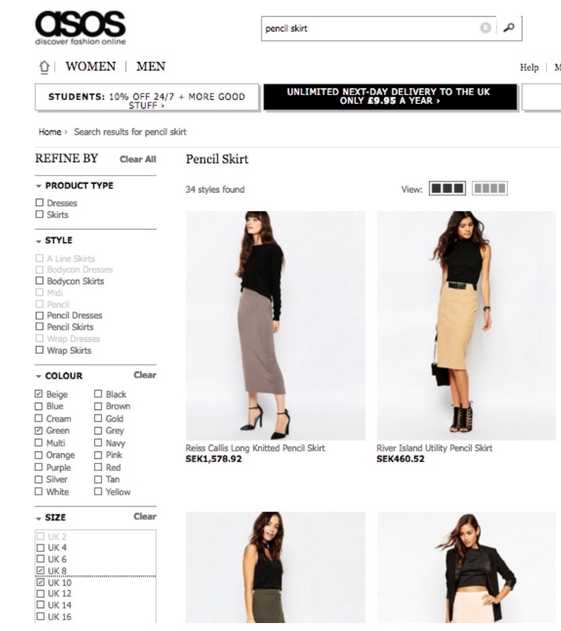 asos
discover fashion online
pencil skirt
WOMEN | MEN
Help | M
STUDENTS: 10% OFF 24/7 + MORE GOOD
STUFF ›
UNLIMITED NEXT-DAY DELIVERY TO THE UK
ONLY £9.95 A YEAR ›
Home › Search results for pencil skirt
REFINE BY Clear All
PRODUCT TYPE
Dresses
Skirts
STYLE
A Line Skirts
Bodycon Dresses
Bodycon Skirts
Midi
Pencil
Pencil Dresses
Pencil Skirts
Wrap Dresses
Wrap Skirts
COLOUR Clear
Beige Black
Blue Brown
Cream Gold
Green Grey
Multi Navy
Orange Pink
Purple Red
Silver Tan
White Yellow
SIZE Clear
UK 2
UK 4
UK 6
UK 8
UK 10
UK 12
UK 14
UK 16
Pencil Skirt
34 styles found
View:
Reiss Callis Long Knitted Pencil Skirt
SEK1,578.92
River Island Utility Pencil Skirt
SEK460.52